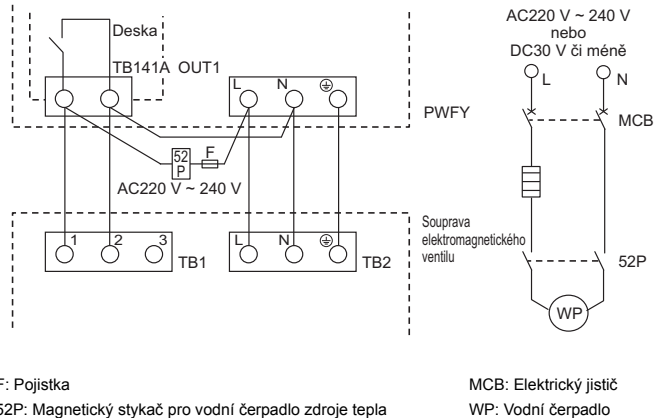 AC220 V ~ 240 V
nebo
DC30 V či méně
Deska
TB141A OUT1
L N
L N
PWFY
MCB
52
P
F
AC220 V ~ 240 V
Souprava
elektromagnetického
ventilu
1 2 3
TB1
L N
TB2
52P
WP
F: Pojistka
52P: Magnetický stykač pro vodní čerpadlo zdroje tepla
MCB: Elektrický jistič
WP: Vodní čerpadlo